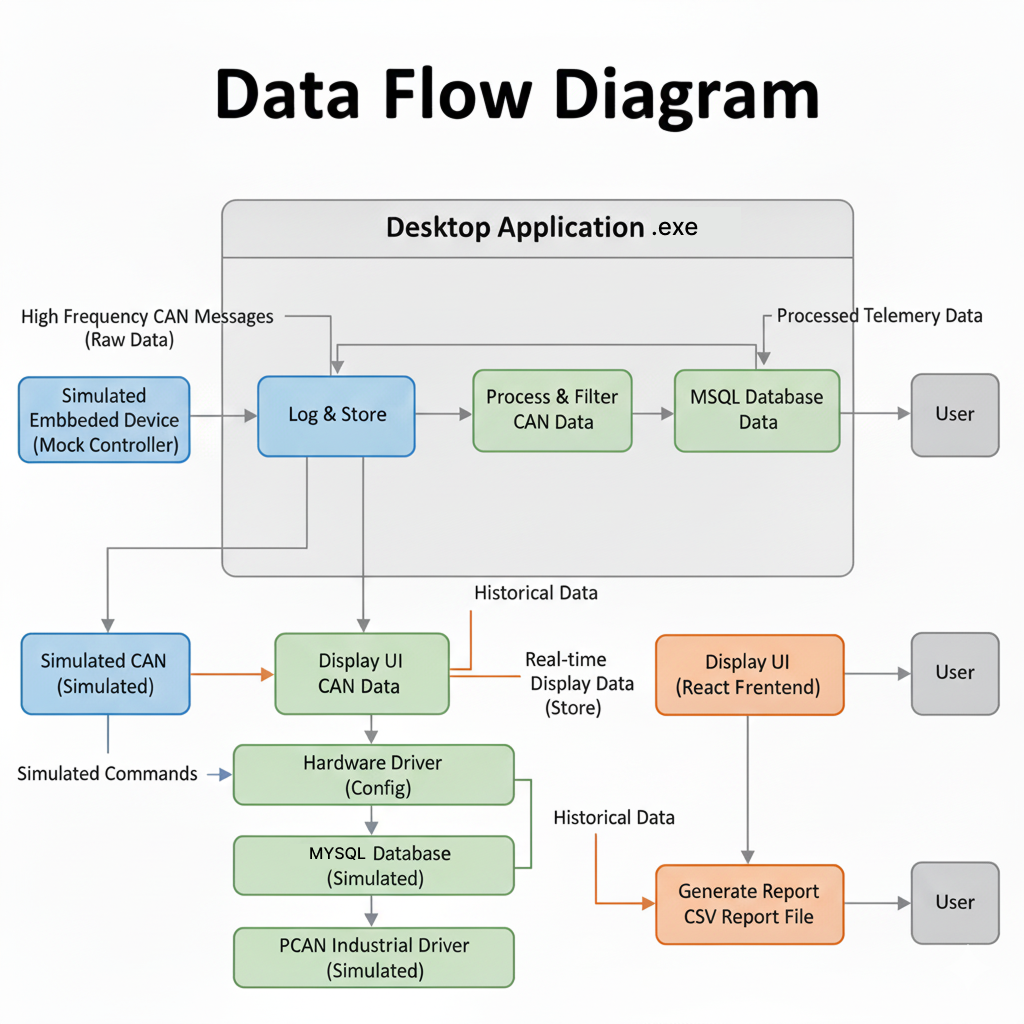 Data Flow Diagram
Desktop Application .exe
High Frequency CAN Messages
(Raw Data)
Processed Telemery Data
Simulated
Embbeded Device
(Mock Controller)
Log & Store
Process & Filter
CAN Data
MSQL Database
Data
User
Historical Data
Simulated CAN
(Simulated)
Display UI
CAN Data
Real-time
Display Data
(Store)
Display UI
(React Frentend)
User
Simulated Commands
Hardware Driver
(Config)
Historical Data
MYSQL Database
(Simulated)
Generate Report
CSV Report File
User
PCAN Industrial Driver
(Simulated)